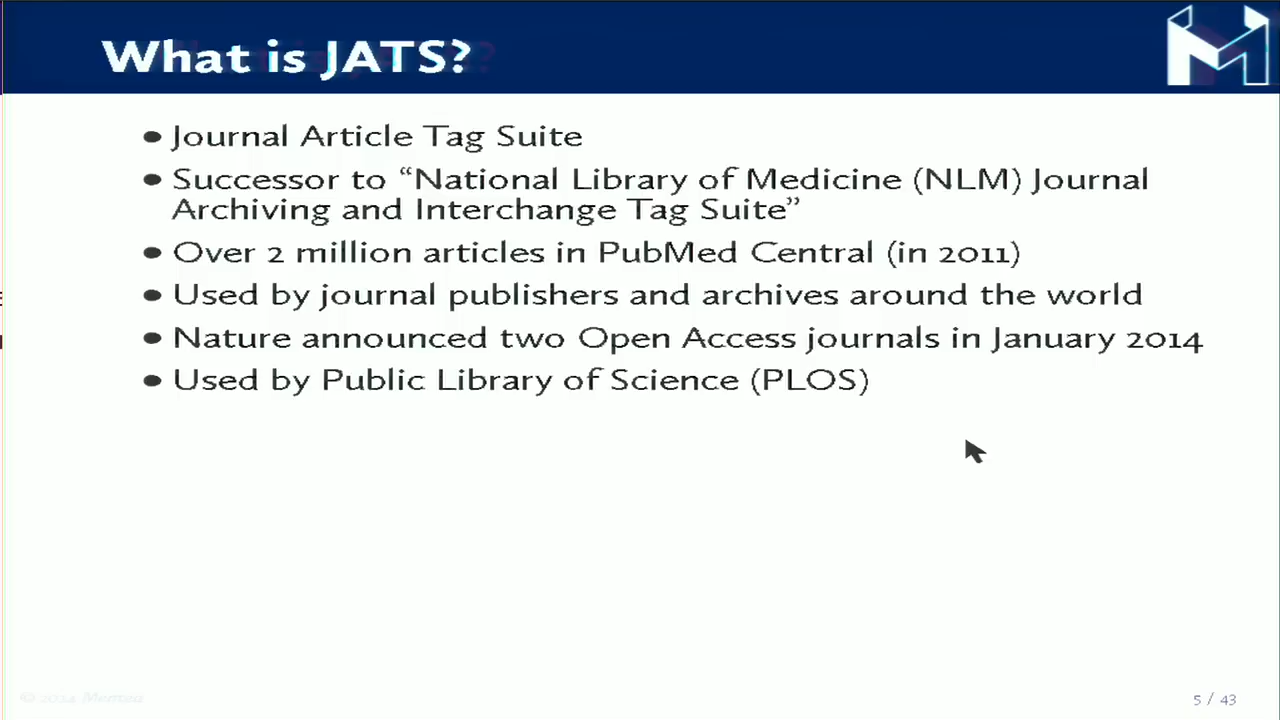 What is JATS?
● Journal Article Tag Suite
● Successor to “National Library of Medicine (NLM) Journal
Archiving and Interchange Tag Suite”
● Over 2 million articles in PubMed Central (in 2011)
● Used by journal publishers and archives around the world
● Nature announced two Open Access journals in January 2014
● Used by Public Library of Science (PLOS)
5 / 43